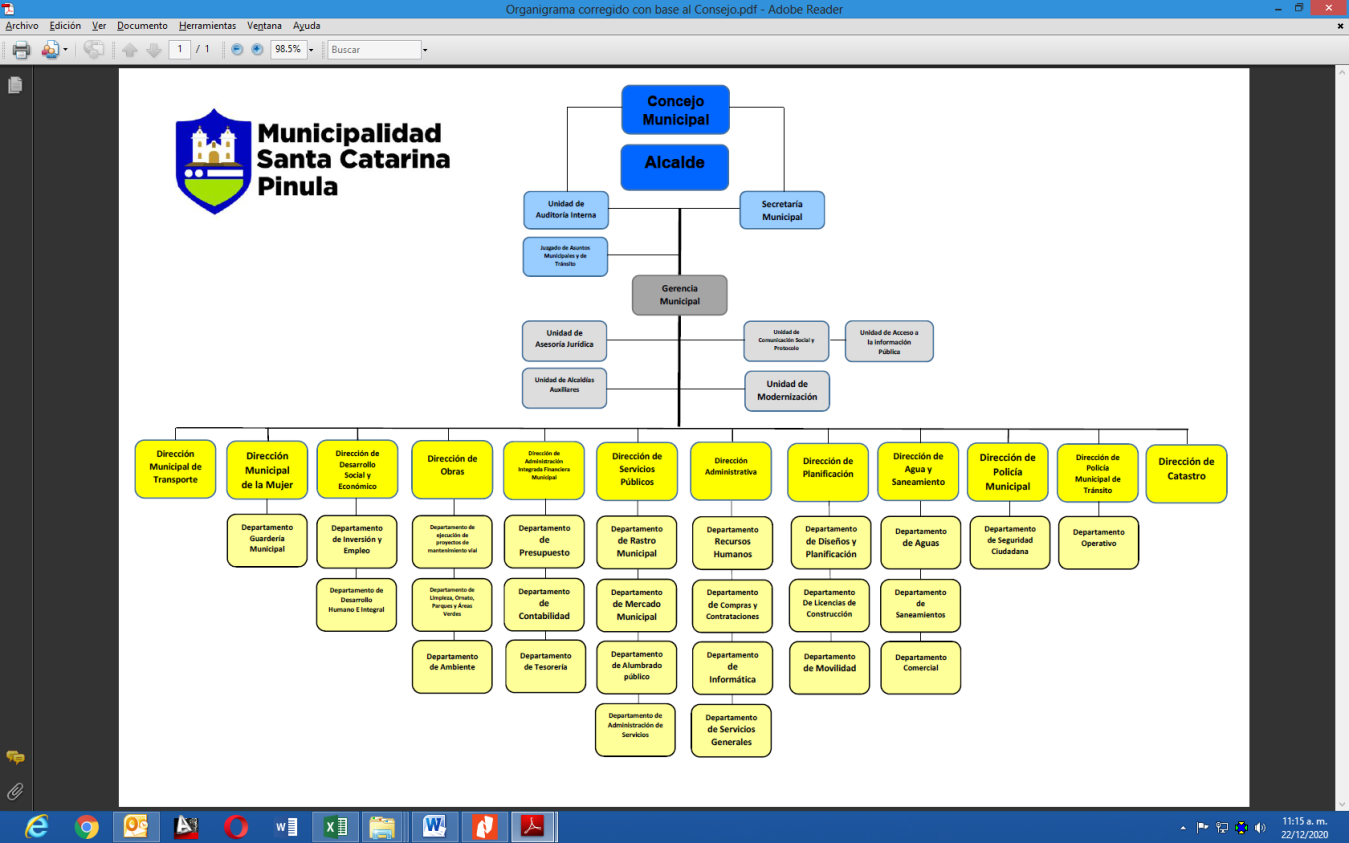 Organigrama corregido con base al Consejo.pdf - Adobe Reader
Archivo Edición Ver Documento Herramientas Ventana Ayuda
1 / 1 98.5% Buscar
Municipalidad
Santa Catarina
Pinula
Concejo
Municipal
Alcalde
Unidad de
Auditoría Interna
Secretaría
Municipal
Juzgado de Asuntos
Municipales y de
Tránsito
Gerencia
Municipal
Unidad de
Asesoría Jurídica
Unidad de
Comunicación Social y
Protocolo
Unidad de Acceso a
la Información
Pública
Unidad de Alcaldías
Auxiliares
Unidad de
Modernización
Dirección
Municipal de
Transporte
Dirección
Municipal
de la Mujer
Dirección de
Desarrollo
Social y
Económico
Dirección de
Obras
Dirección de
Administración
Integrada Financiera
Municipal
Dirección de
Servicios
Públicos
Dirección
Administrativa
Dirección de
Planificación
Dirección de
Agua y
Saneamiento
Dirección de
Policía
Municipal
Dirección de
Policía
Municipal de
Tránsito
Dirección de
Catastro
Departamento
Guardería
Municipal
Departamento
de Inversión y
Empleo
Departamento de
ejecución de
proyectos de
mantenimiento vial
Departamento
de
Presupuesto
Departamento
de Rastro
Municipal
Departamento
Recursos
Humanos
Departamento
de Diseños y
Planificación
Departamento
de Aguas
Departamento
de Seguridad
Ciudadana
Departamento
Operativo
Departamento de
Desarrollo
Humano E Integral
Departamento de
Limpieza, Ornato,
Parques y Áreas
Verdes
Departamento
de
Contabilidad
Departamento
de Mercado
Municipal
Departamento
de Compras y
Contrataciones
Departamento
De Licencias de
Construcción
Departamento
de
Saneamientos
Departamento
de Ambiente
Departamento
de Tesorería
Departamento
de Alumbrado
público
Departamento
de
Informática
Departamento
de Movilidad
Departamento
Comercial
Departamento de
Administración de
Servicios
Departamento
de Servicios
Generales
11:15 a. m.
22/12/2020